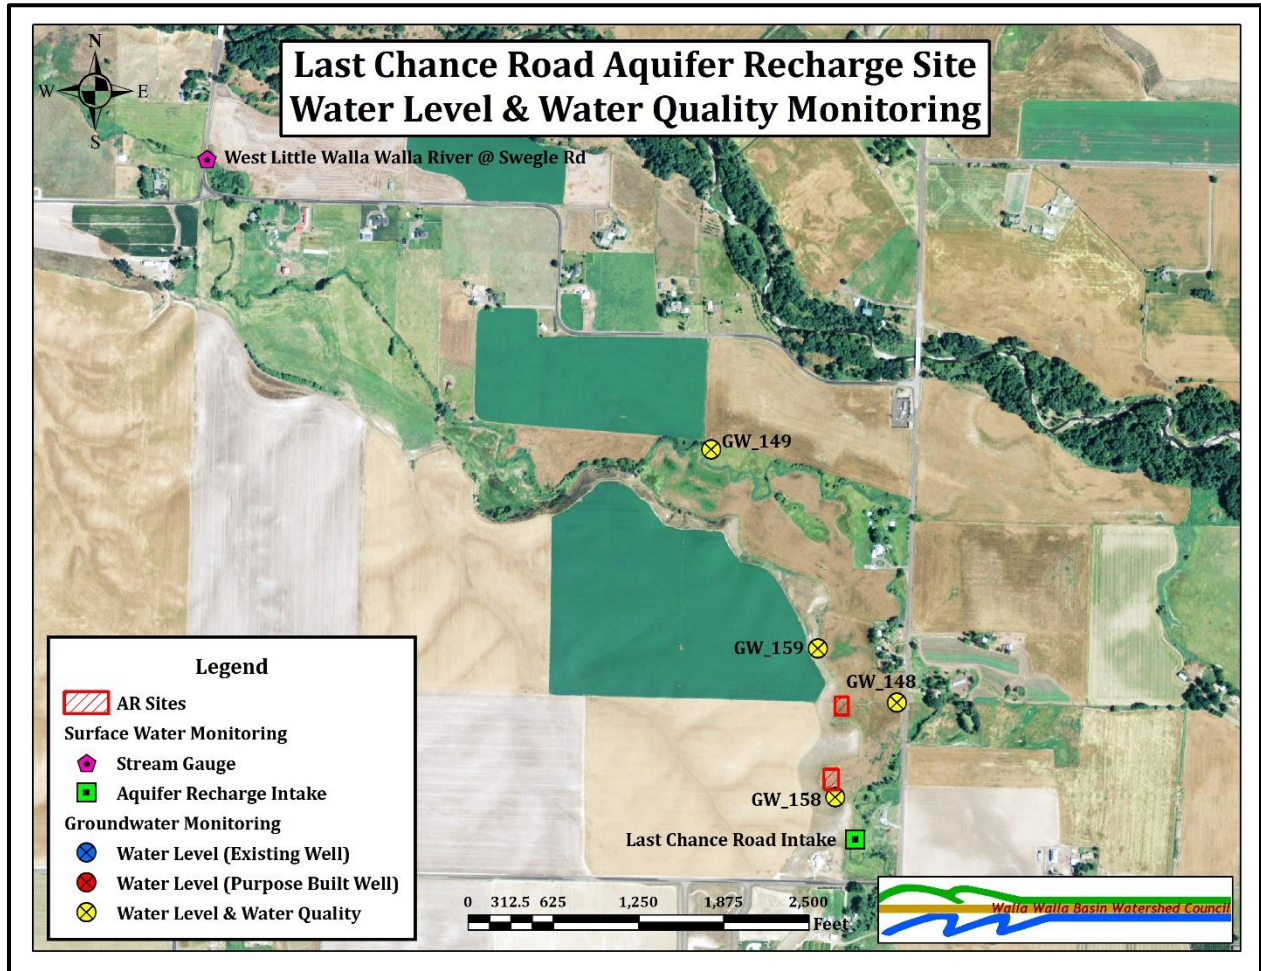 Last Chance Road Aquifer Recharge Site
Water Level & Water Quality Monitoring
N
W E
S
West Little Walla Walla River @ Swegle Rd
GW_149
GW_159
GW_148
GW_158
Last Chance Road Intake
Legend
AR Sites
Surface Water Monitoring
Stream Gauge
Aquifer Recharge Intake
Groundwater Monitoring
Water Level (Existing Well)
Water Level (Purpose Built Well)
Water Level & Water Quality
0 312.5 625 1,250 1,875 2,500
Feet
Walla Walla Basin Watershed Council